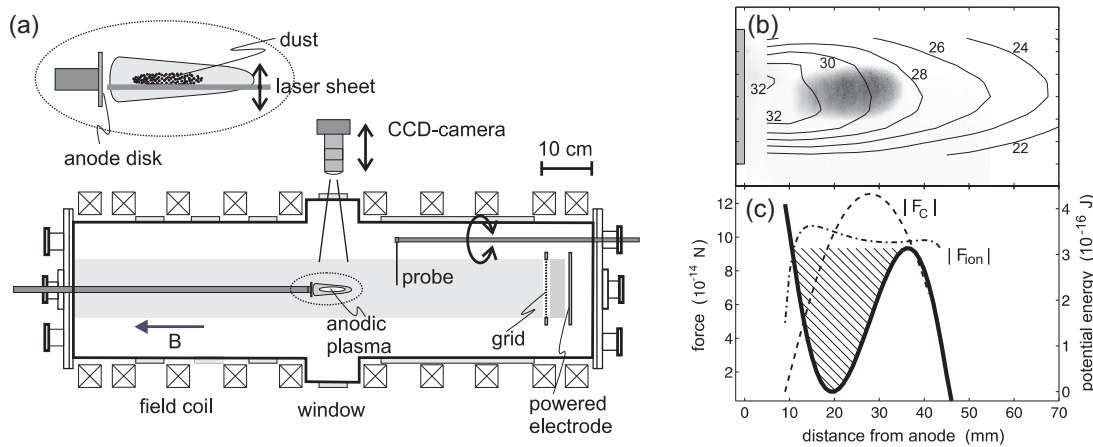 (a)
dust
laser sheet
anode disk
CCD-camera
10 cm
probe
anodic
plasma
grid
B
field coil
window
powered
electrode
(b)
26
24
30
28
32
32
22
(c)
| F_C |
| F_ion |
12
10
8
6
4
2
force (10^-14 N)
4
3
2
1
0
potential energy (10^-16 J)
0 10 20 30 40 50 60 70
distance from anode (mm)